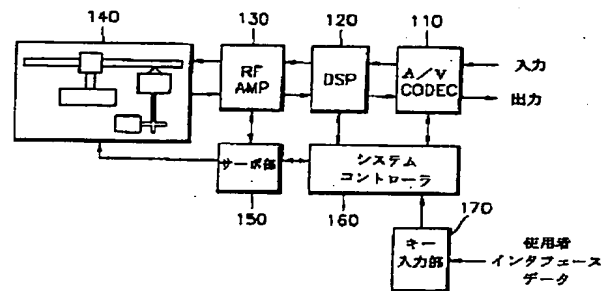 140
130
120
110
RF
AMP
DSP
A/V
CODEC
入力
出力
サーボ部
システム
コントローラ
150
160
170
キー
入力部
使用者
インタフェース
データ